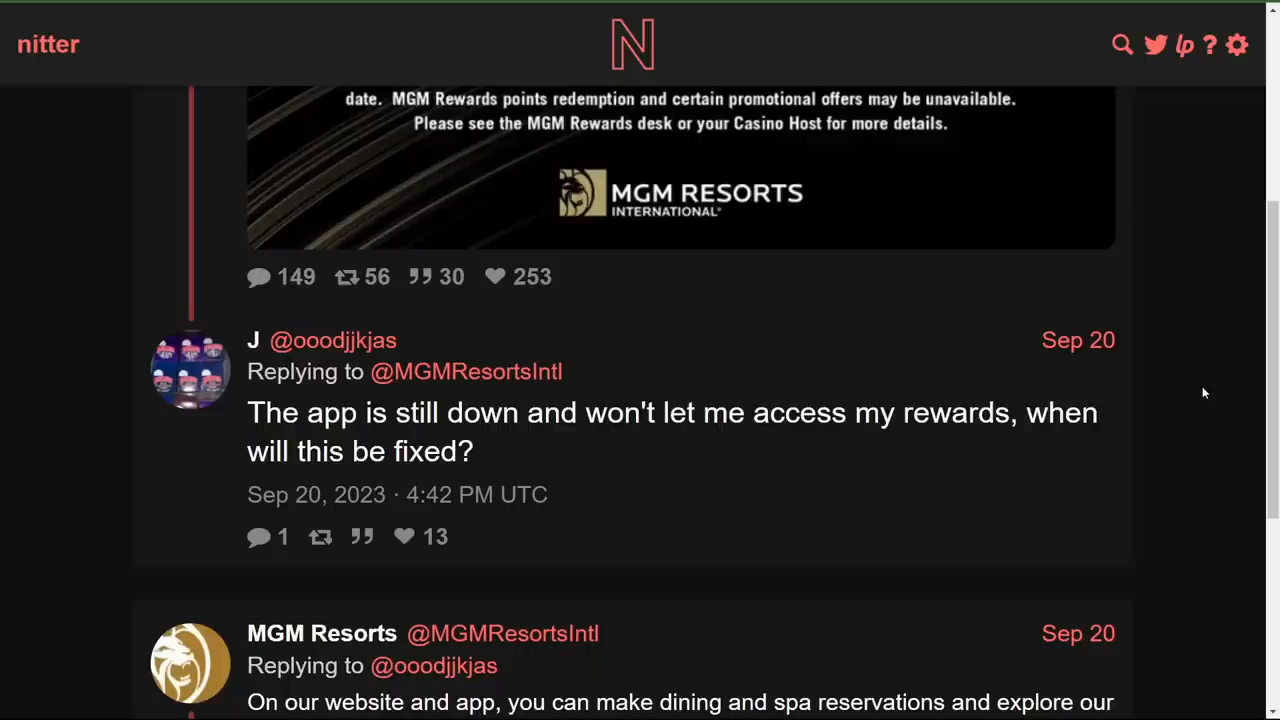 nitter
N
lp ?
date. MGM Rewards points redemption and certain promotional offers may be unavailable.
Please see the MGM Rewards desk or your Casino Host for more details.
MGM RESORTS
INTERNATIONAL
149 56 30 253
J @ooodjjkjas Sep 20
Replying to @MGMResortsIntl
The app is still down and won't let me access my rewards, when
will this be fixed?
Sep 20, 2023 · 4:42 PM UTC
1 13
MGM Resorts @MGMResortsIntl Sep 20
Replying to @ooodjjkjas
On our website and app, you can make dining and spa reservations and explore our